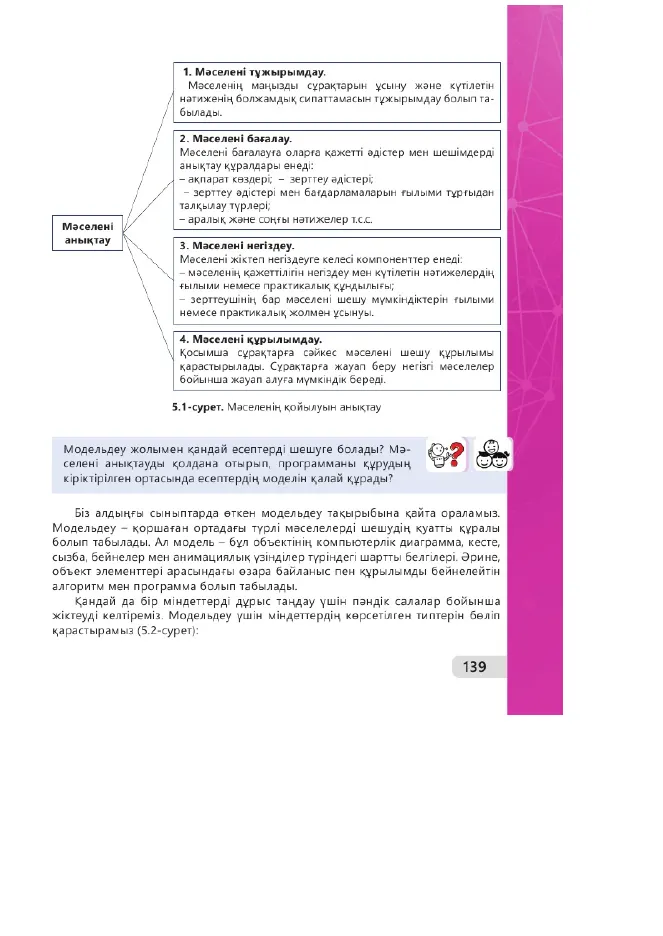 1. Мәселені тұжырымдау.
Мәселенің маңызды сұрақтарын ұсыну және күтілетін
нәтиженің болжамдық сипаттамасын тұжырымдау болып та-
былады.
2. Мәселені бағалау.
Мәселені бағалауға оларға қажетті әдістер мен шешімдерді
анықтау құралдары енеді:
– ақпарат көздері; – зерттеу әдістері;
– зерттеу әдістері мен бағдарламаларын ғылыми тұрғыдан
талқылау түрлері;
– аралық және соңғы нәтижелер т.с.с.
Мәселені
анықтау
3. Мәселені негіздеу.
Мәселені жіктеп негіздеуге келесі компоненттер енеді:
– мәселенің қажеттілігін негіздеу мен күтілетін нәтижелердің
ғылыми немесе практикалық құндылығы;
– зерттеушінің бар мәселені шешу мүмкіндіктерін ғылыми
немесе практикалық жолмен ұсынуы.
4. Мәселені құрылымдау.
Қосымша сұрақтарға сәйкес мәселені шешу құрылымы
қарастырылады. Сұрақтарға жауап беру негізгі мәселелер
бойынша жауап алуға мүмкіндік береді.
5.1-сурет. Мәселенің қойылуын анықтау
Модельдеу жолымен қандай есептерді шешуге болады? Мә-
селені анықтауды қолдана отырып, программаны құрудың
кіріктірілген ортасында есептердің моделін қалай құрады?
Біз алдыңғы сыныптарда өткен модельдеу тақырыбына қайта ораламыз.
Модельдеу – қоршаған ортадағы түрлі мәселелерді шешудің қуатты құралы
болып табылады. Ал модель – бұл объектінің компьютерлік диаграмма, кесте,
сызба, бейнелер мен анимациялық үзінділер түріндегі шартты белгілері. Әрине,
объект элементтері арасындағы өзара байланыс пен құрылымды бейнелейтін
алгоритм мен программа болып табылады.
Қандай да бір міндеттерді дұрыс таңдау үшін пәндік салалар бойынша
жіктеуді келтіреміз. Модельдеу үшін міндеттердің көрсетілген типтерін бөліп
қарастырамыз (5.2-сурет):
139